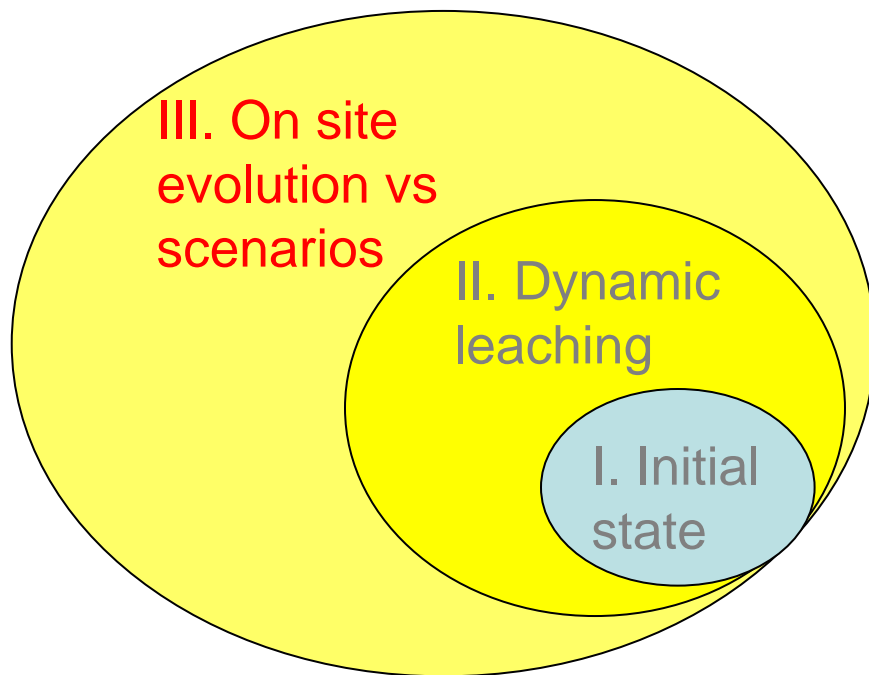 III. On site
evolution vs
scenarios
II. Dynamic
leaching
I. Initial
state